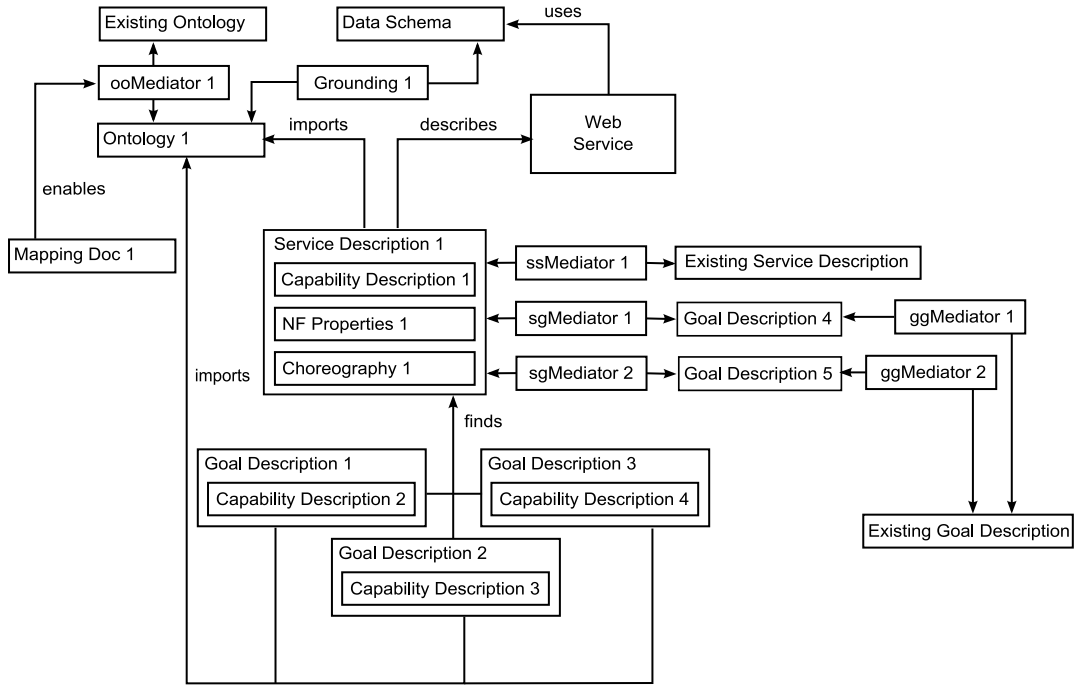 Existing Ontology
Data Schema
uses
ooMediator 1
Grounding 1
Ontology 1
imports
describes
Web
Service
enables
Mapping Doc 1
Service Description 1
Capability Description 1
NF Properties 1
Choreography 1
ssMediator 1
Existing Service Description
sgMediator 1
Goal Description 4
ggMediator 1
sgMediator 2
Goal Description 5
ggMediator 2
imports
finds
Goal Description 1
Capability Description 2
Goal Description 3
Capability Description 4
Goal Description 2
Capability Description 3
Existing Goal Description